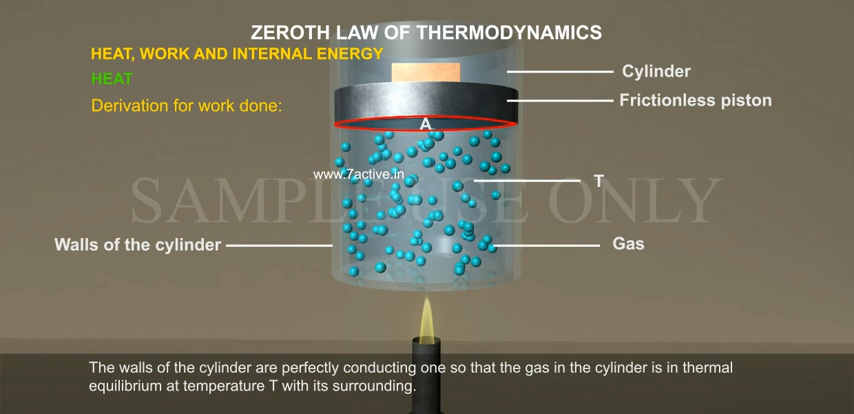 ZEROTH LAW OF THERMODYNAMICS
HEAT, WORK AND INTERNAL ENERGY
HEAT
Derivation for work done:
Cylinder
Frictionless piston
A
www.7active.in
T
SAMPLE USE ONLY
Walls of the cylinder
Gas
The walls of the cylinder are perfectly conducting one so that the gas in the cylinder is in thermal
equilibrium at temperature T with its surrounding.